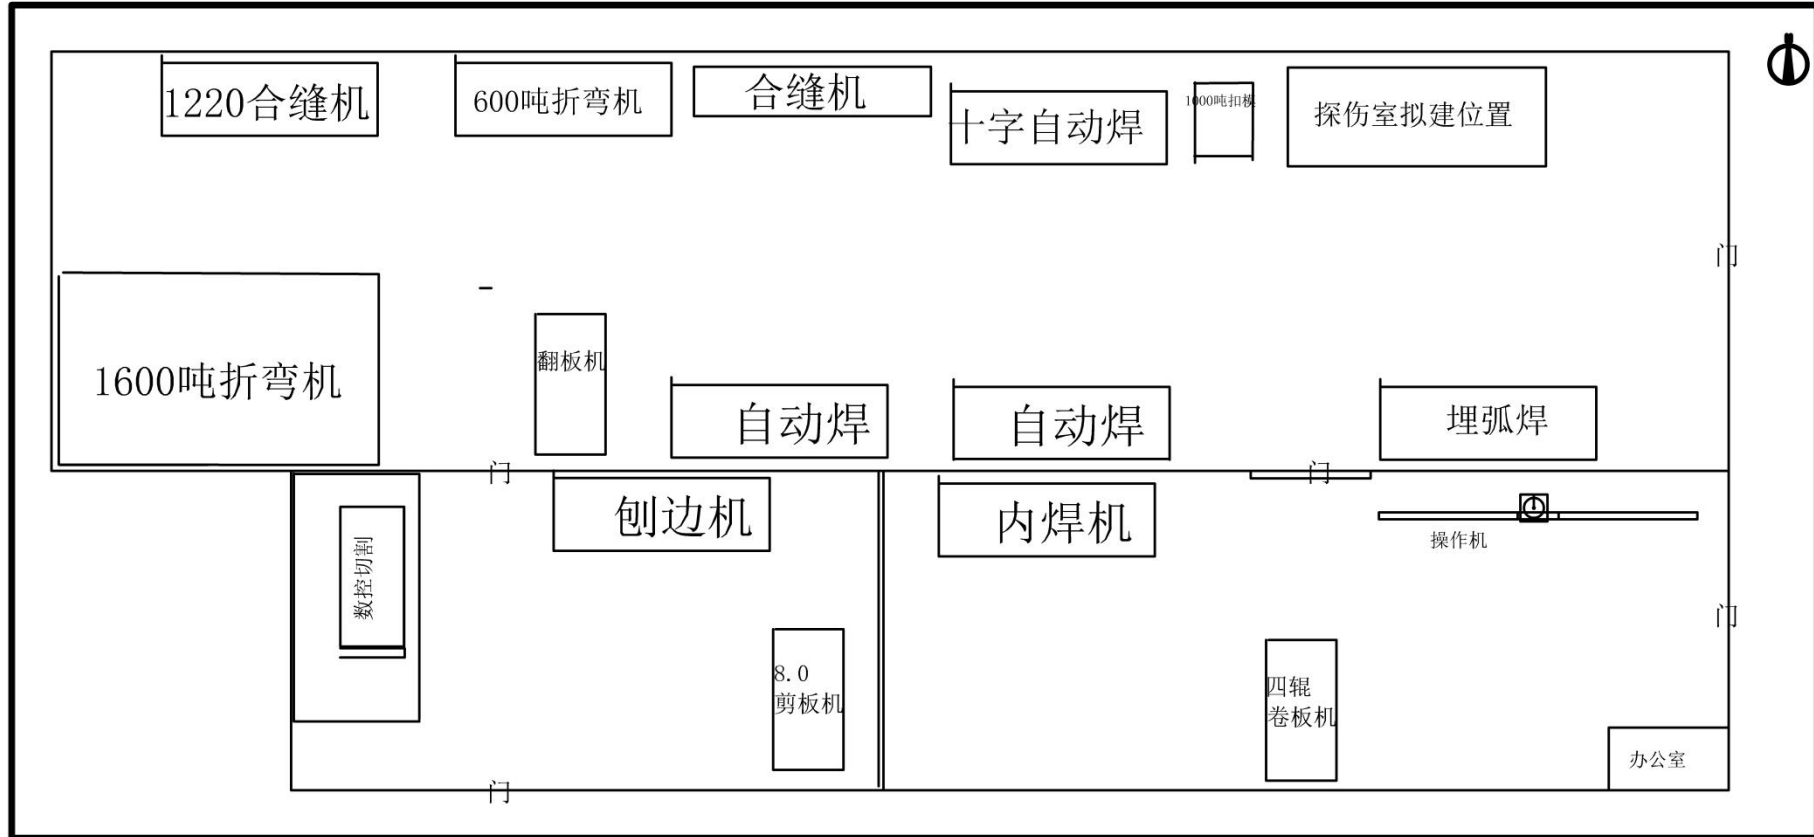 1220合缝机
600吨折弯机
合缝机
十字自动焊
1000吨扣模
探伤室拟建位置
门
1600吨折弯机
翻板机
自动焊
自动焊
埋弧焊
门
门
刨边机
内焊机
操作机
数控切割
门
8.0
剪板机
四辊
卷板机
办公室
门